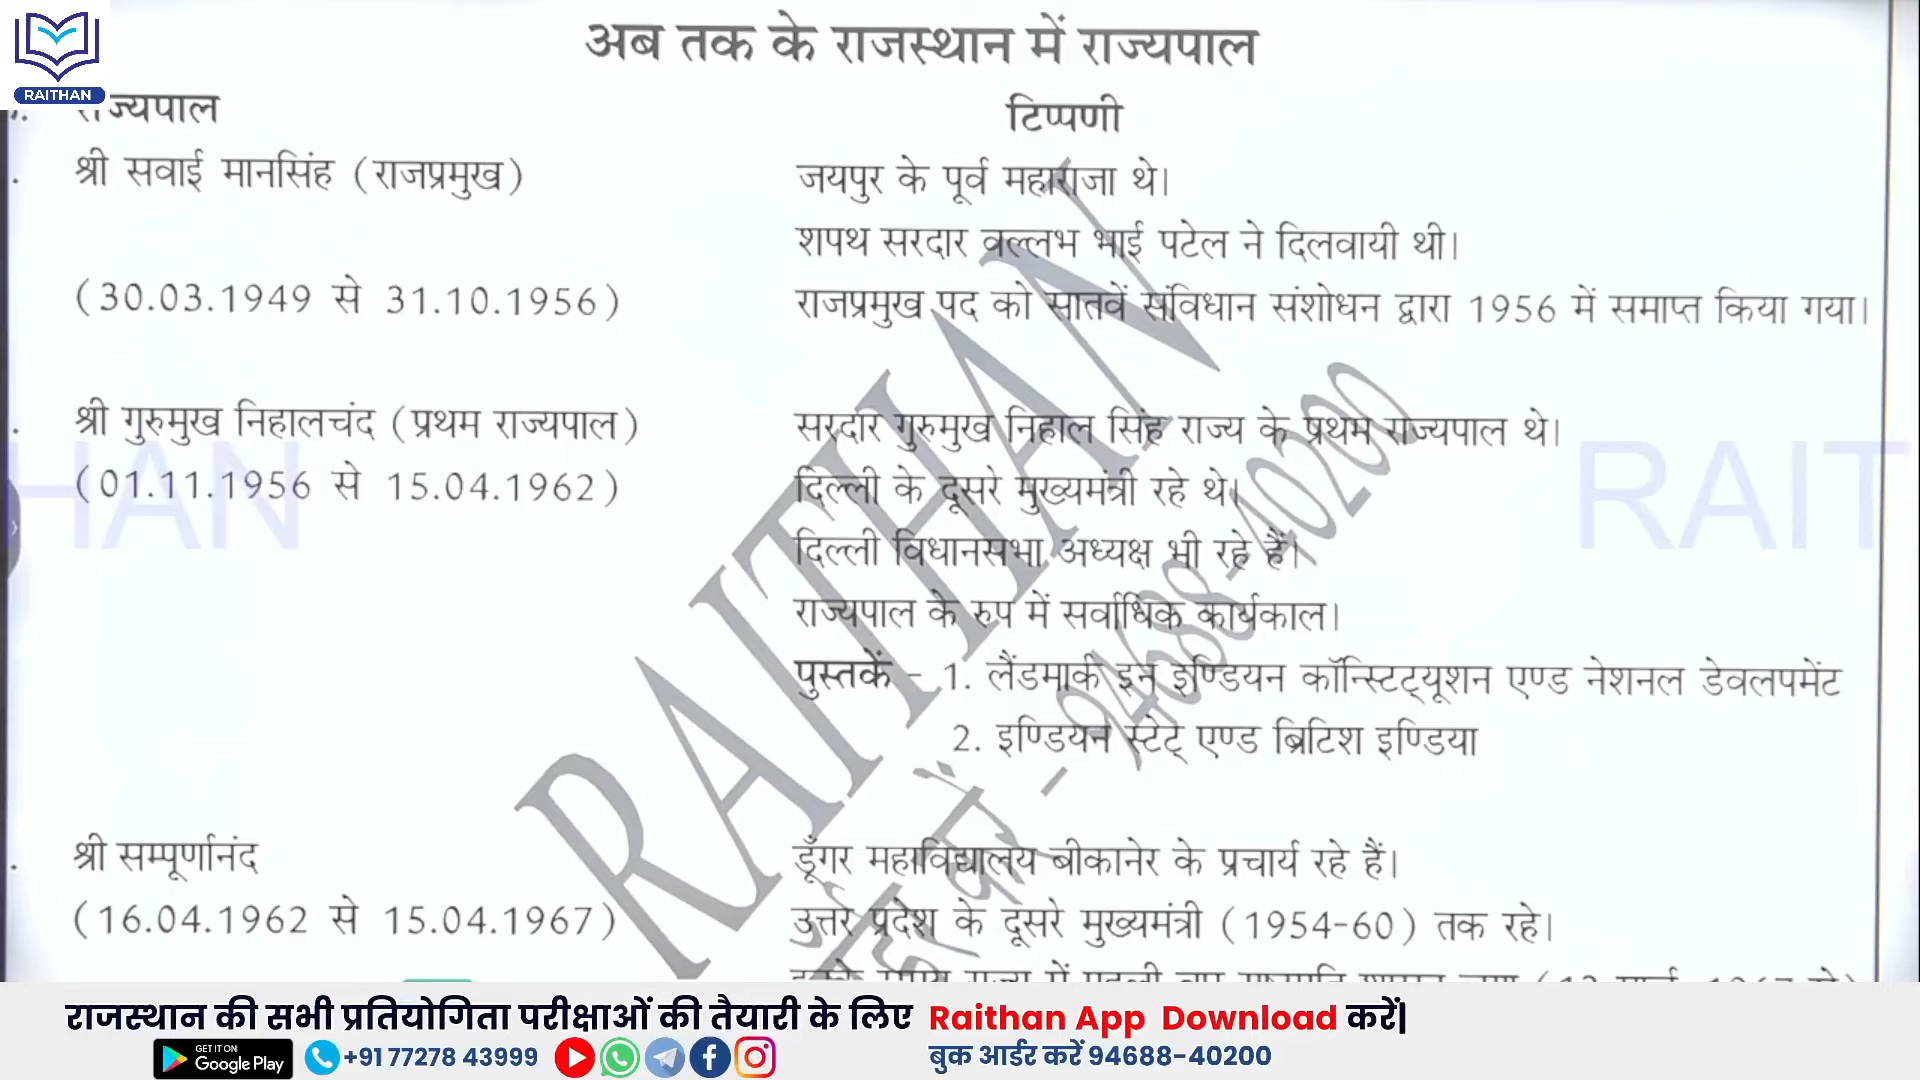 अब तक के राजस्थान में राज्यपाल
RAITHAN
राज्यपाल
टिप्पणी
श्री सवाई मानसिंह (राजप्रमुख)
जयपुर के पूर्व महाराजा थे।
शपथ सरदार वल्लभ भाई पटेल ने दिलवायी थी।
(30.03.1949 से 31.10.1956)
राजप्रमुख पद को सातवें संविधान संशोधन द्वारा 1956 में समाप्त किया गया।
श्री गुरुमुख निहालचंद (प्रथम राज्यपाल)
सरदार गुरुमुख निहाल सिंह राज्य के प्रथम राज्यपाल थे।
(01.11.1956 से 15.04.1962)
दिल्ली के दूसरे मुख्यमंत्री रहे थे।
दिल्ली विधानसभा अध्यक्ष भी रहे हैं।
राज्यपाल के रुप में सर्वाधिक कार्यकाल।
पुस्तकें - 1. लैंडमार्क इन इण्डियन कॉन्स्टिट्यूशन एण्ड नेशनल डेवलपमेंट
2. इण्डियन स्टेट् एण्ड ब्रिटिश इण्डिया
श्री सम्पूर्णानंद
डूँगर महाविद्यालय बीकानेर के प्रचार्य रहे हैं।
(16.04.1962 से 15.04.1967)
उत्तर प्रदेश के दूसरे मुख्यमंत्री (1954-60) तक रहे।
RAITHAN
करें - 94688-40200
HAN
RAIT
राजस्थान की सभी प्रतियोगिता परीक्षाओं की तैयारी के लिए Raithan App Download करें|
GET IT ON
Google Play
+91 77278 43999
बुक आर्डर करें 94688-40200